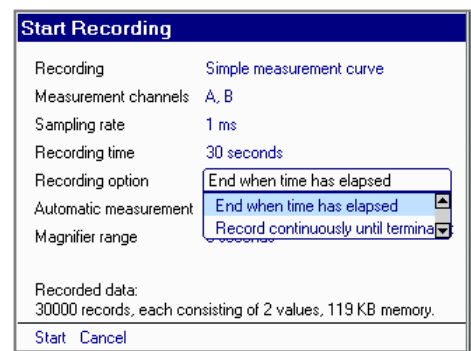 Start Recording
Recording Simple measurement curve
Measurement channels A, B
Sampling rate 1 ms
Recording time 30 seconds
Recording option End when time has elapsed
Automatic measurement End when time has elapsed
Magnifier range Record continuously until
Recorded data:
30000 records, each consisting of 2 values, 119 KB memory.
Start Cancel